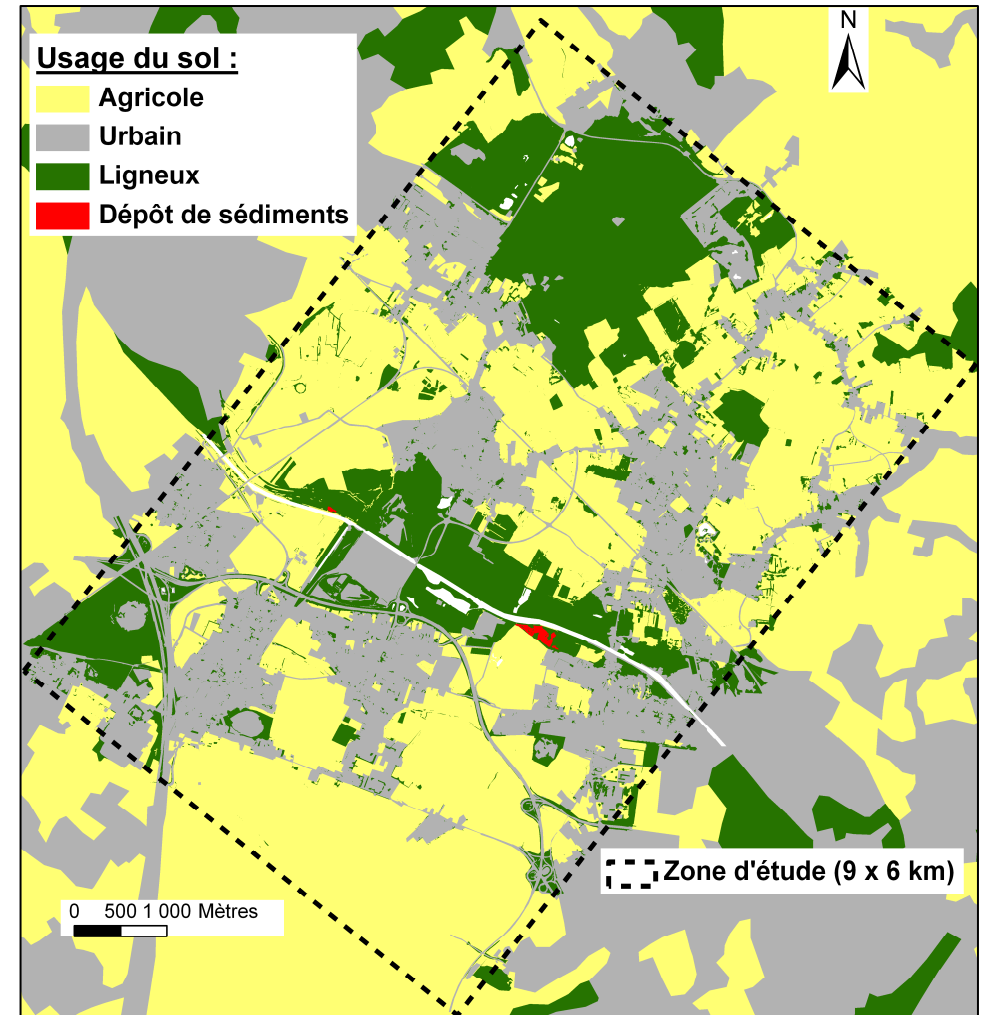 N
Usage du sol :
Agricole
Urbain
Ligneux
Dépôt de sédiments
Zone d'étude (9 x 6 km)
0 500 1 000 Mètres